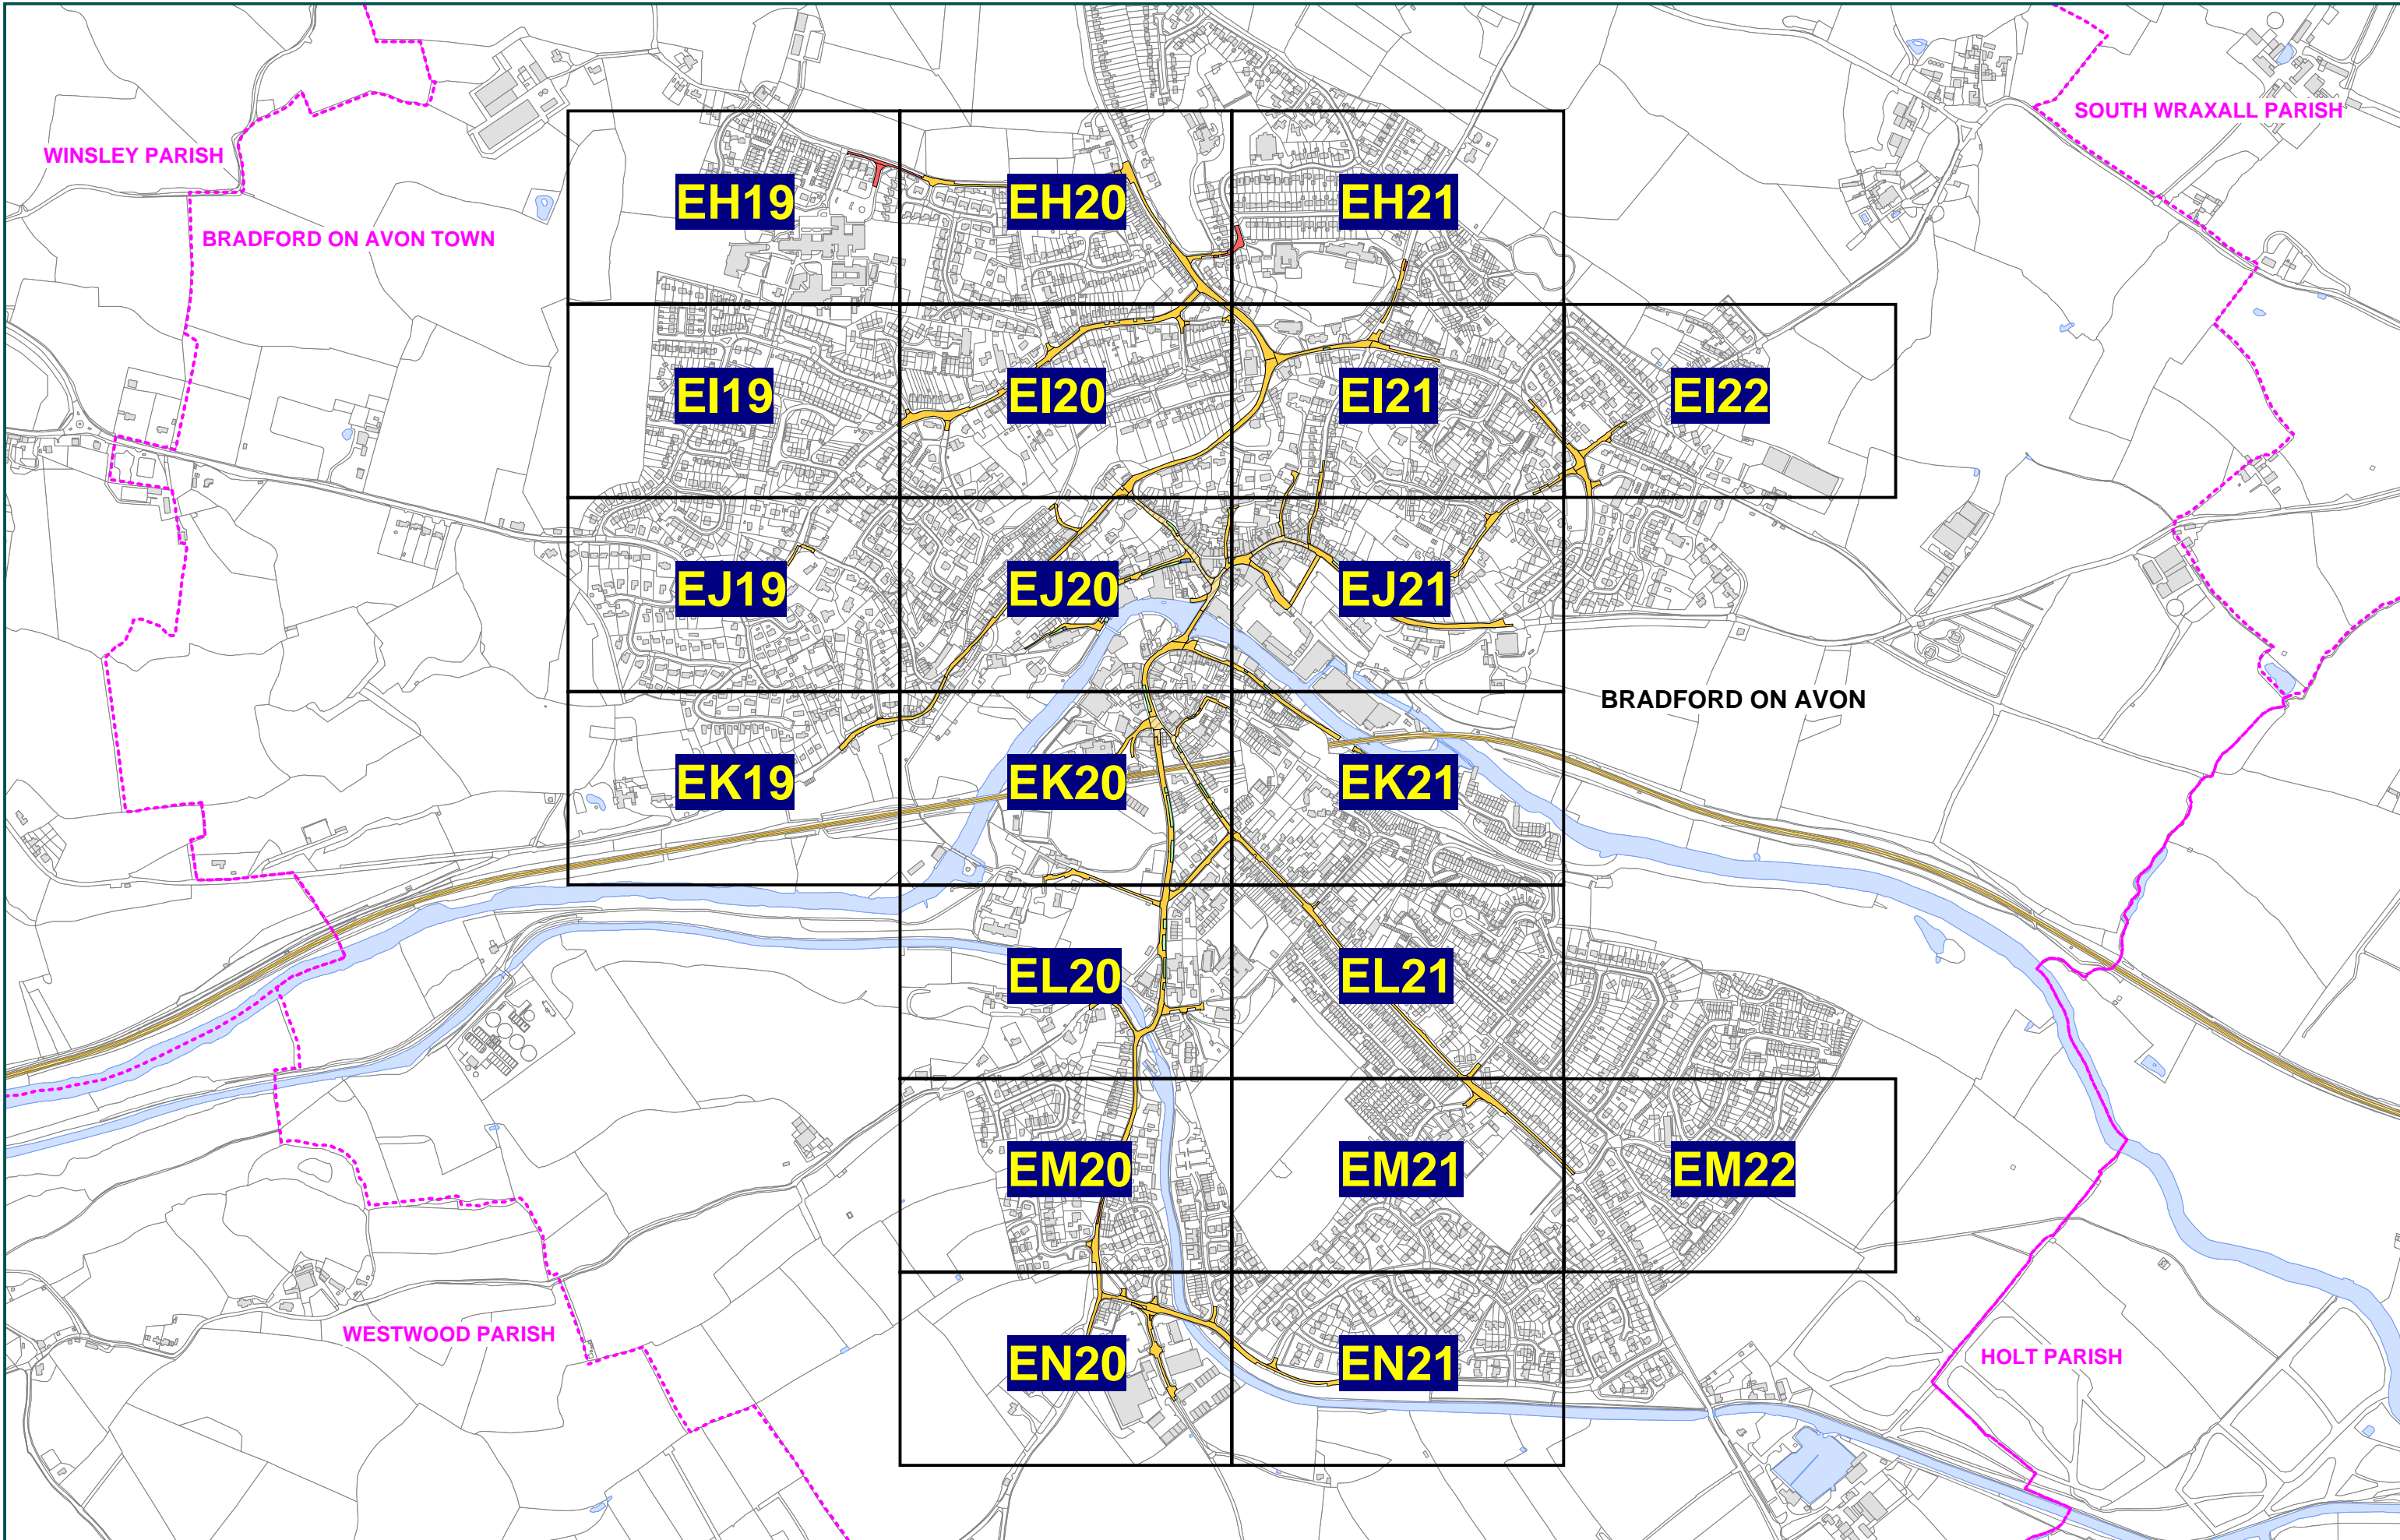 SOUTH WRAXALL PARISH
WINSLEY PARISH
EH19
EH20
EH21
BRADFORD ON AVON TOWN
EI19
EI20
EI21
EI22
EJ19
EJ20
EJ21
BRADFORD ON AVON
EK19
EK20
EK21
EL20
EL21
EM20
EM21
EM22
WESTWOOD PARISH
EN20
EN21
HOLT PARISH